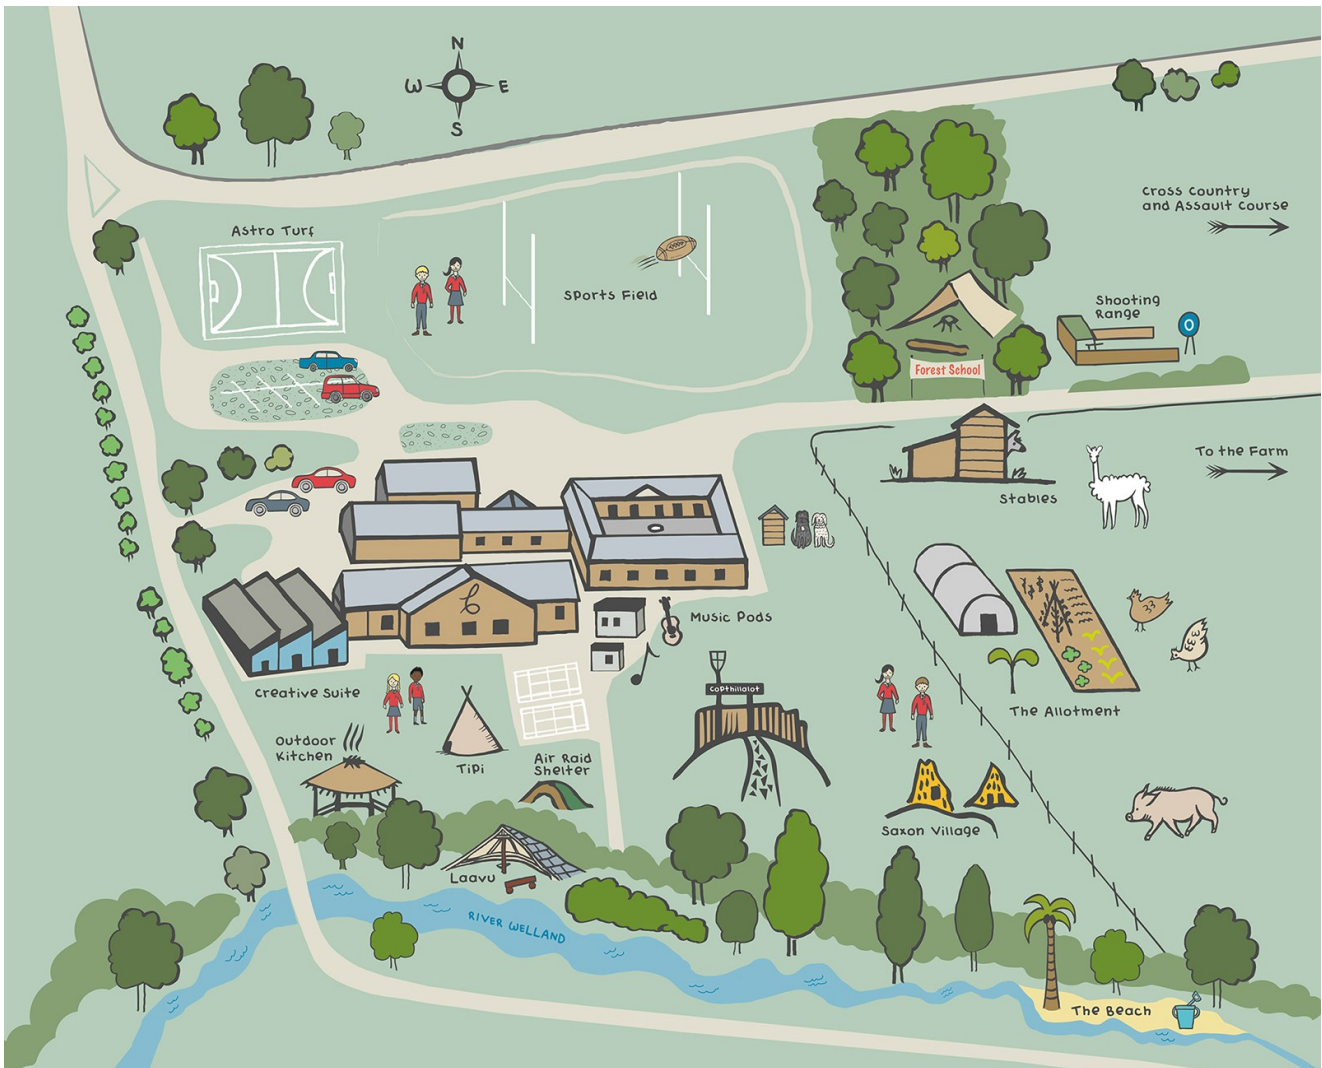 N
W E
S
Cross Country
and Assault Course
Astro Turf
Sports Field
Shooting
Range
Forest School
To the Farm
Stables
Music Pods
Creative Suite
Copthillalot
The Allotment
Outdoor
Kitchen
Tipi
Air Raid
Shelter
Saxon Village
Laavu
RIVER WELLAND
The Beach